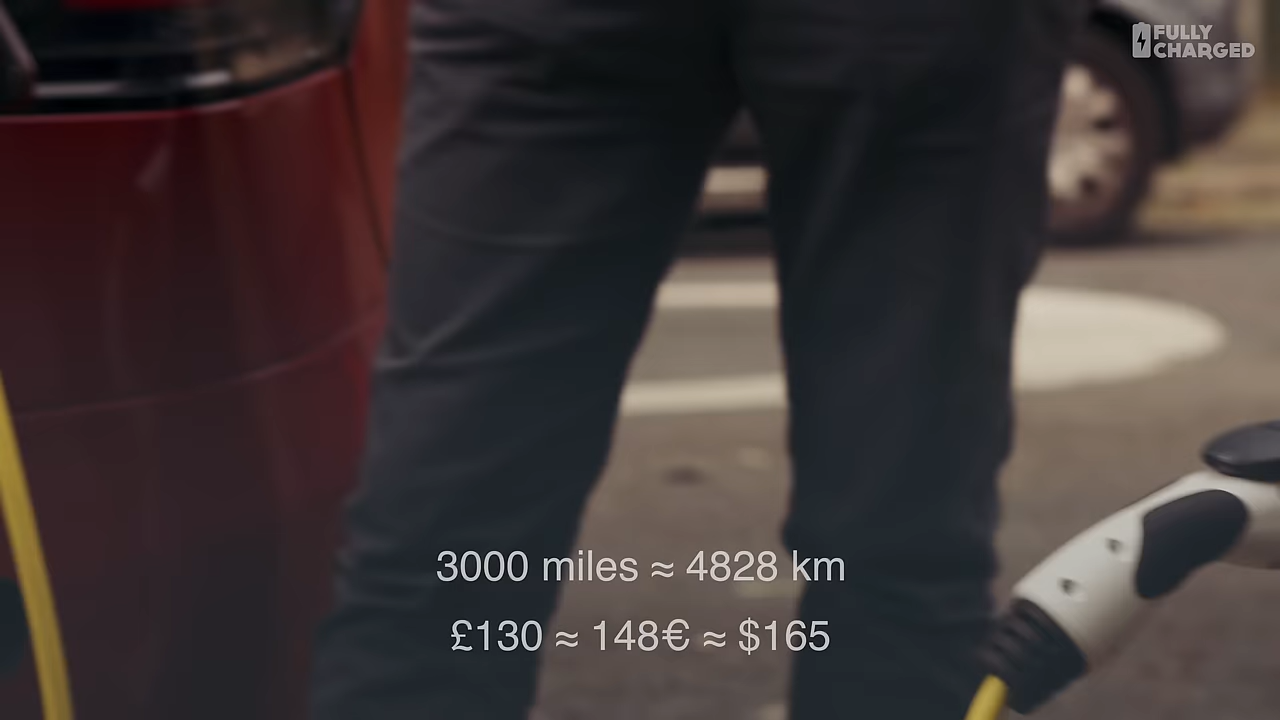 FULLY
CHARGED
3000 miles ≈ 4828 km
£130 ≈ 148€ ≈ $165